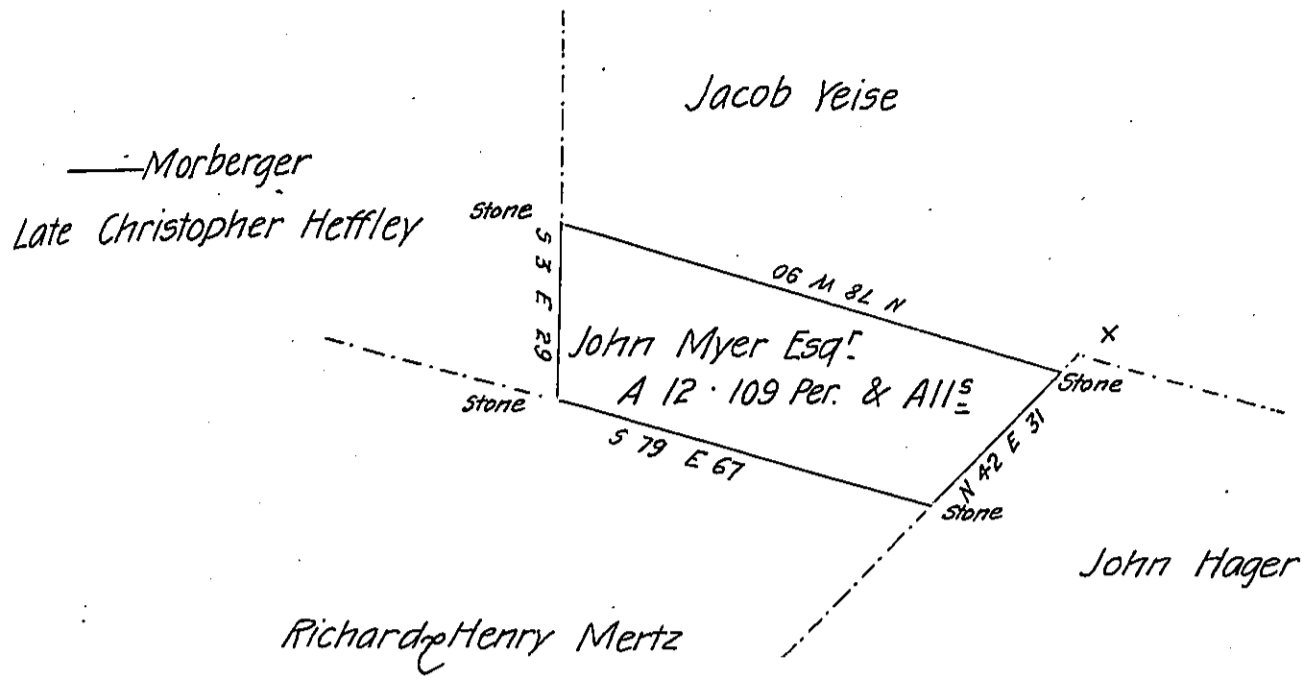 Jacob Yeise
—Morberger
Late Christopher Heffley
Stone
S 3 E 29
N 78 W 90
X
John Myer Esqr.
A 12 · 109 Per. & Alls
Stone
Stone
S 79 E 67
N 42 E 31
Stone
John Hager
Richard & Henry Mertz